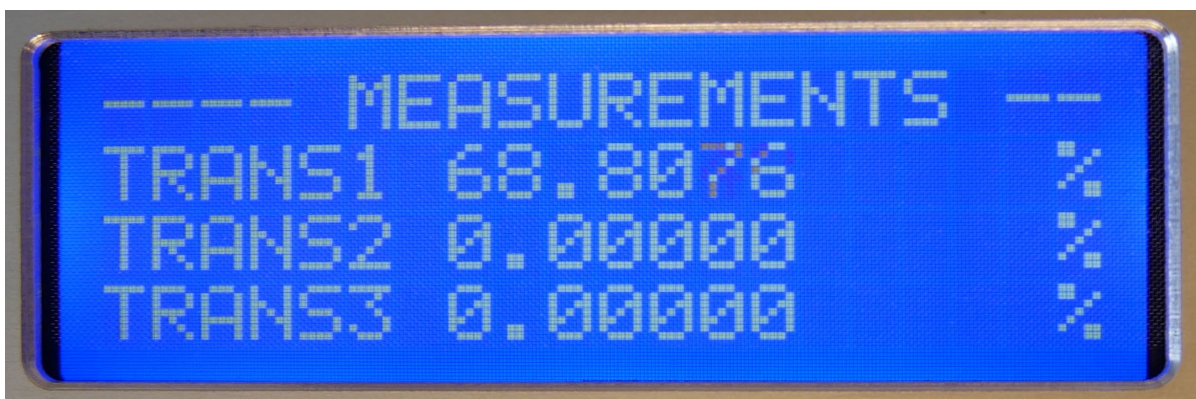 ---- MEASUREMENTS --
TRANS1 68.8076 %
TRANS2 0.00000 %
TRANS3 0.00000 %